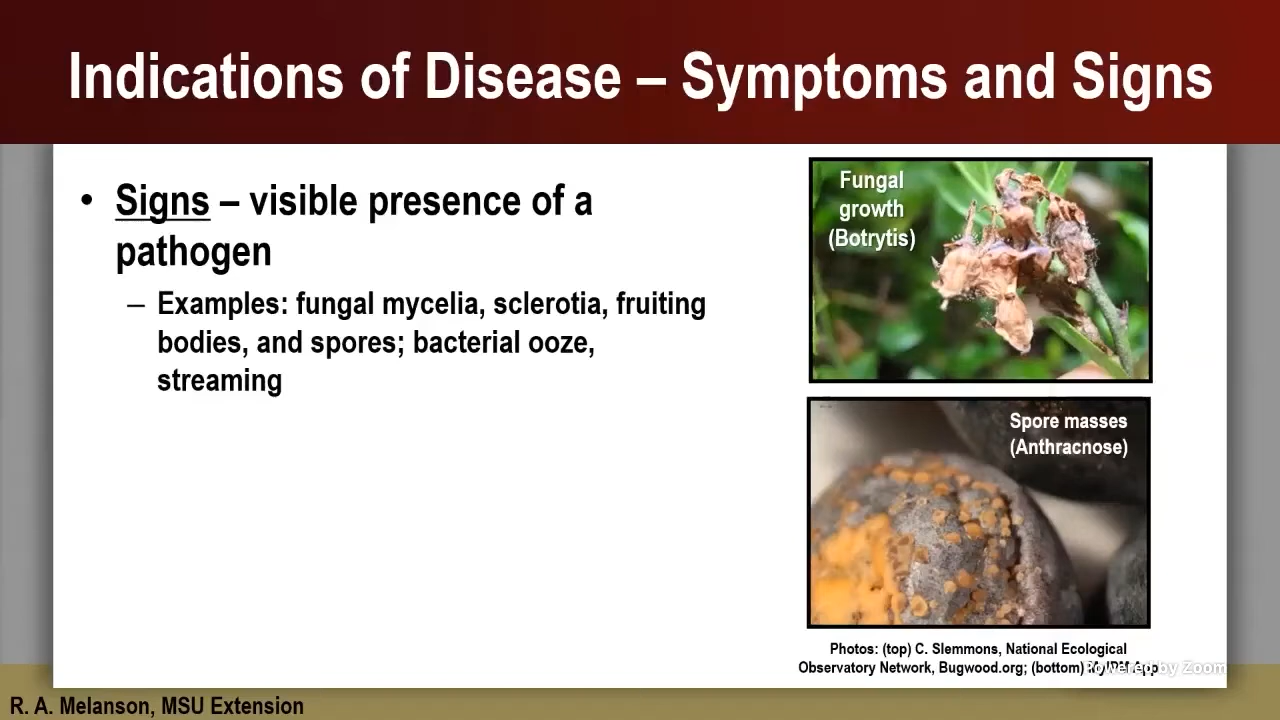 Indications of Disease – Symptoms and Signs
• Signs – visible presence of a
pathogen
– Examples: fungal mycelia, sclerotia, fruiting
bodies, and spores; bacterial ooze,
streaming
Fungal
growth
(Botrytis)
Spore masses
(Anthracnose)
Photos: (top) C. Slemmons, National Ecological
Observatory Network, Bugwood.org; (bottom) MyIPM App
Powered by Zoom
R. A. Melanson, MSU Extension